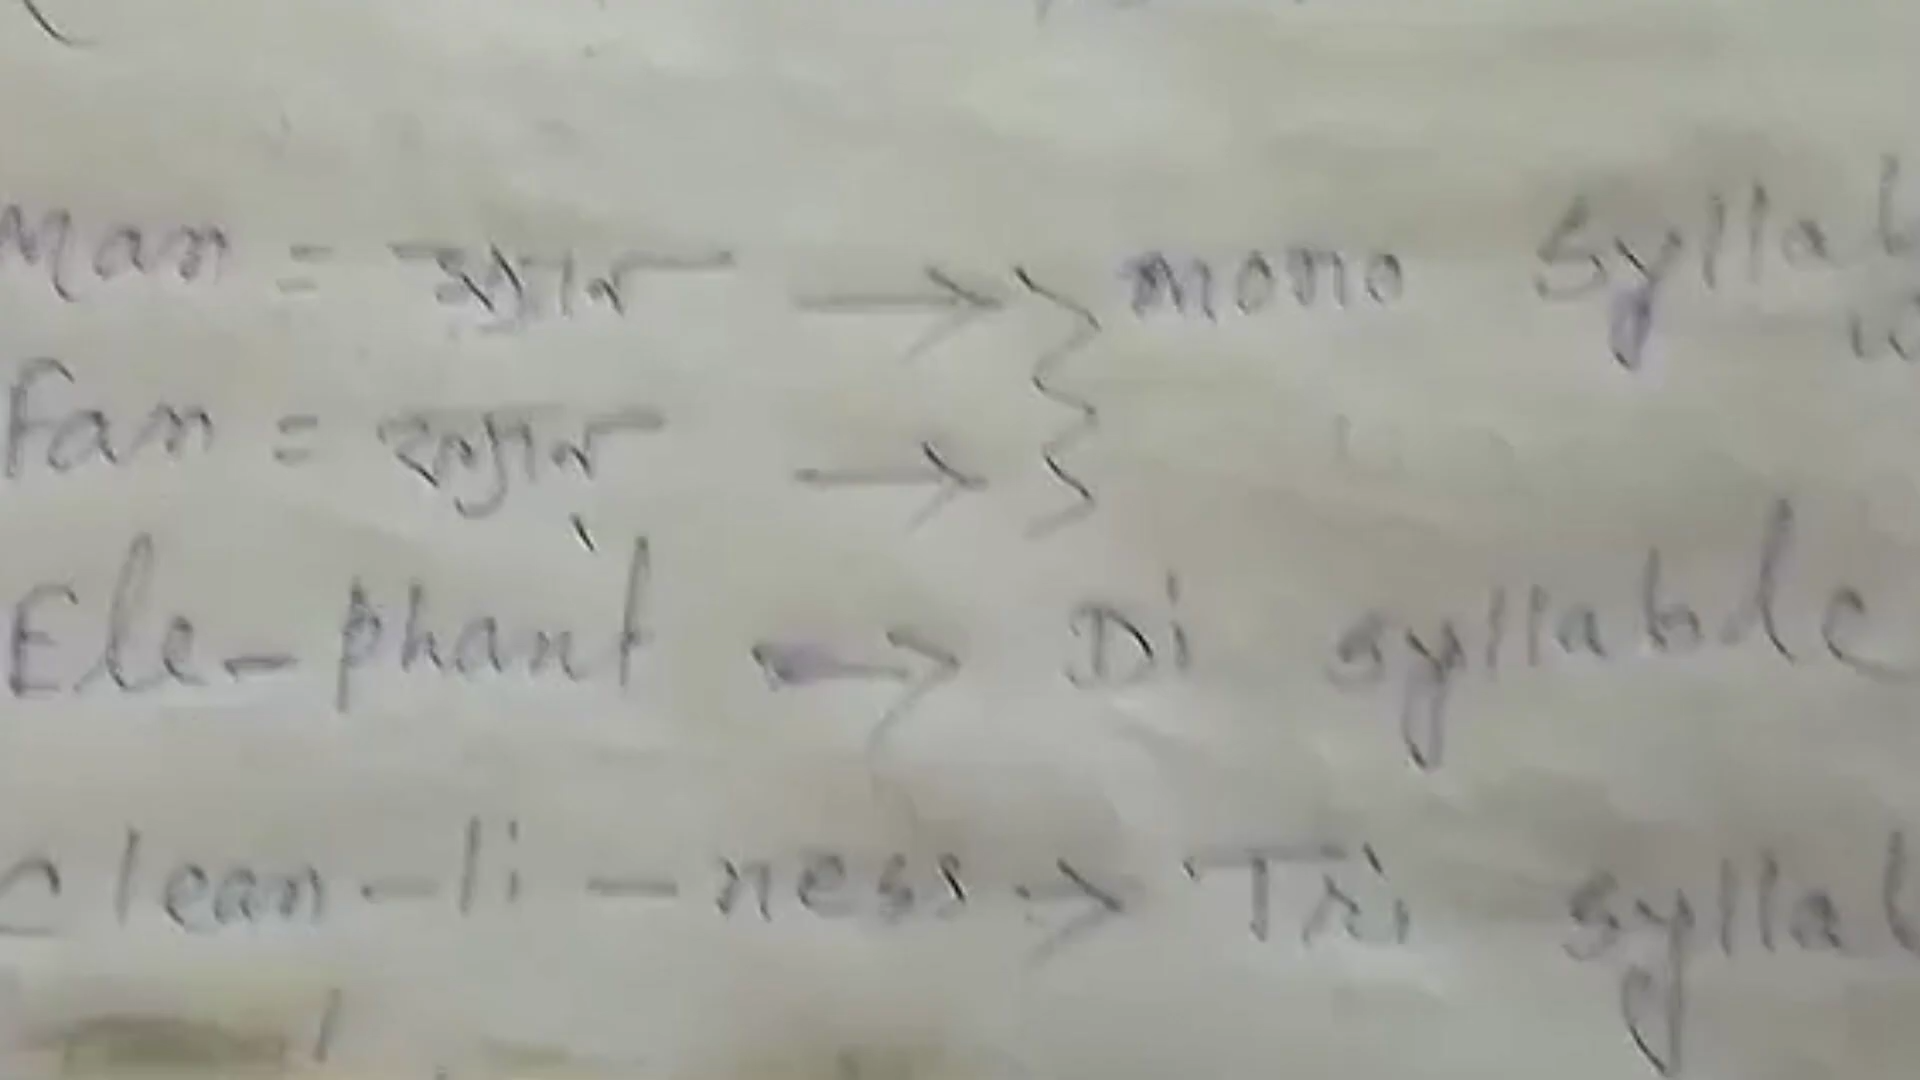 Man = ম্যান → mono syllab
Fan = ফ্যান →
Ele-phant → Di syllable
clean-li-ness → Tri syllab